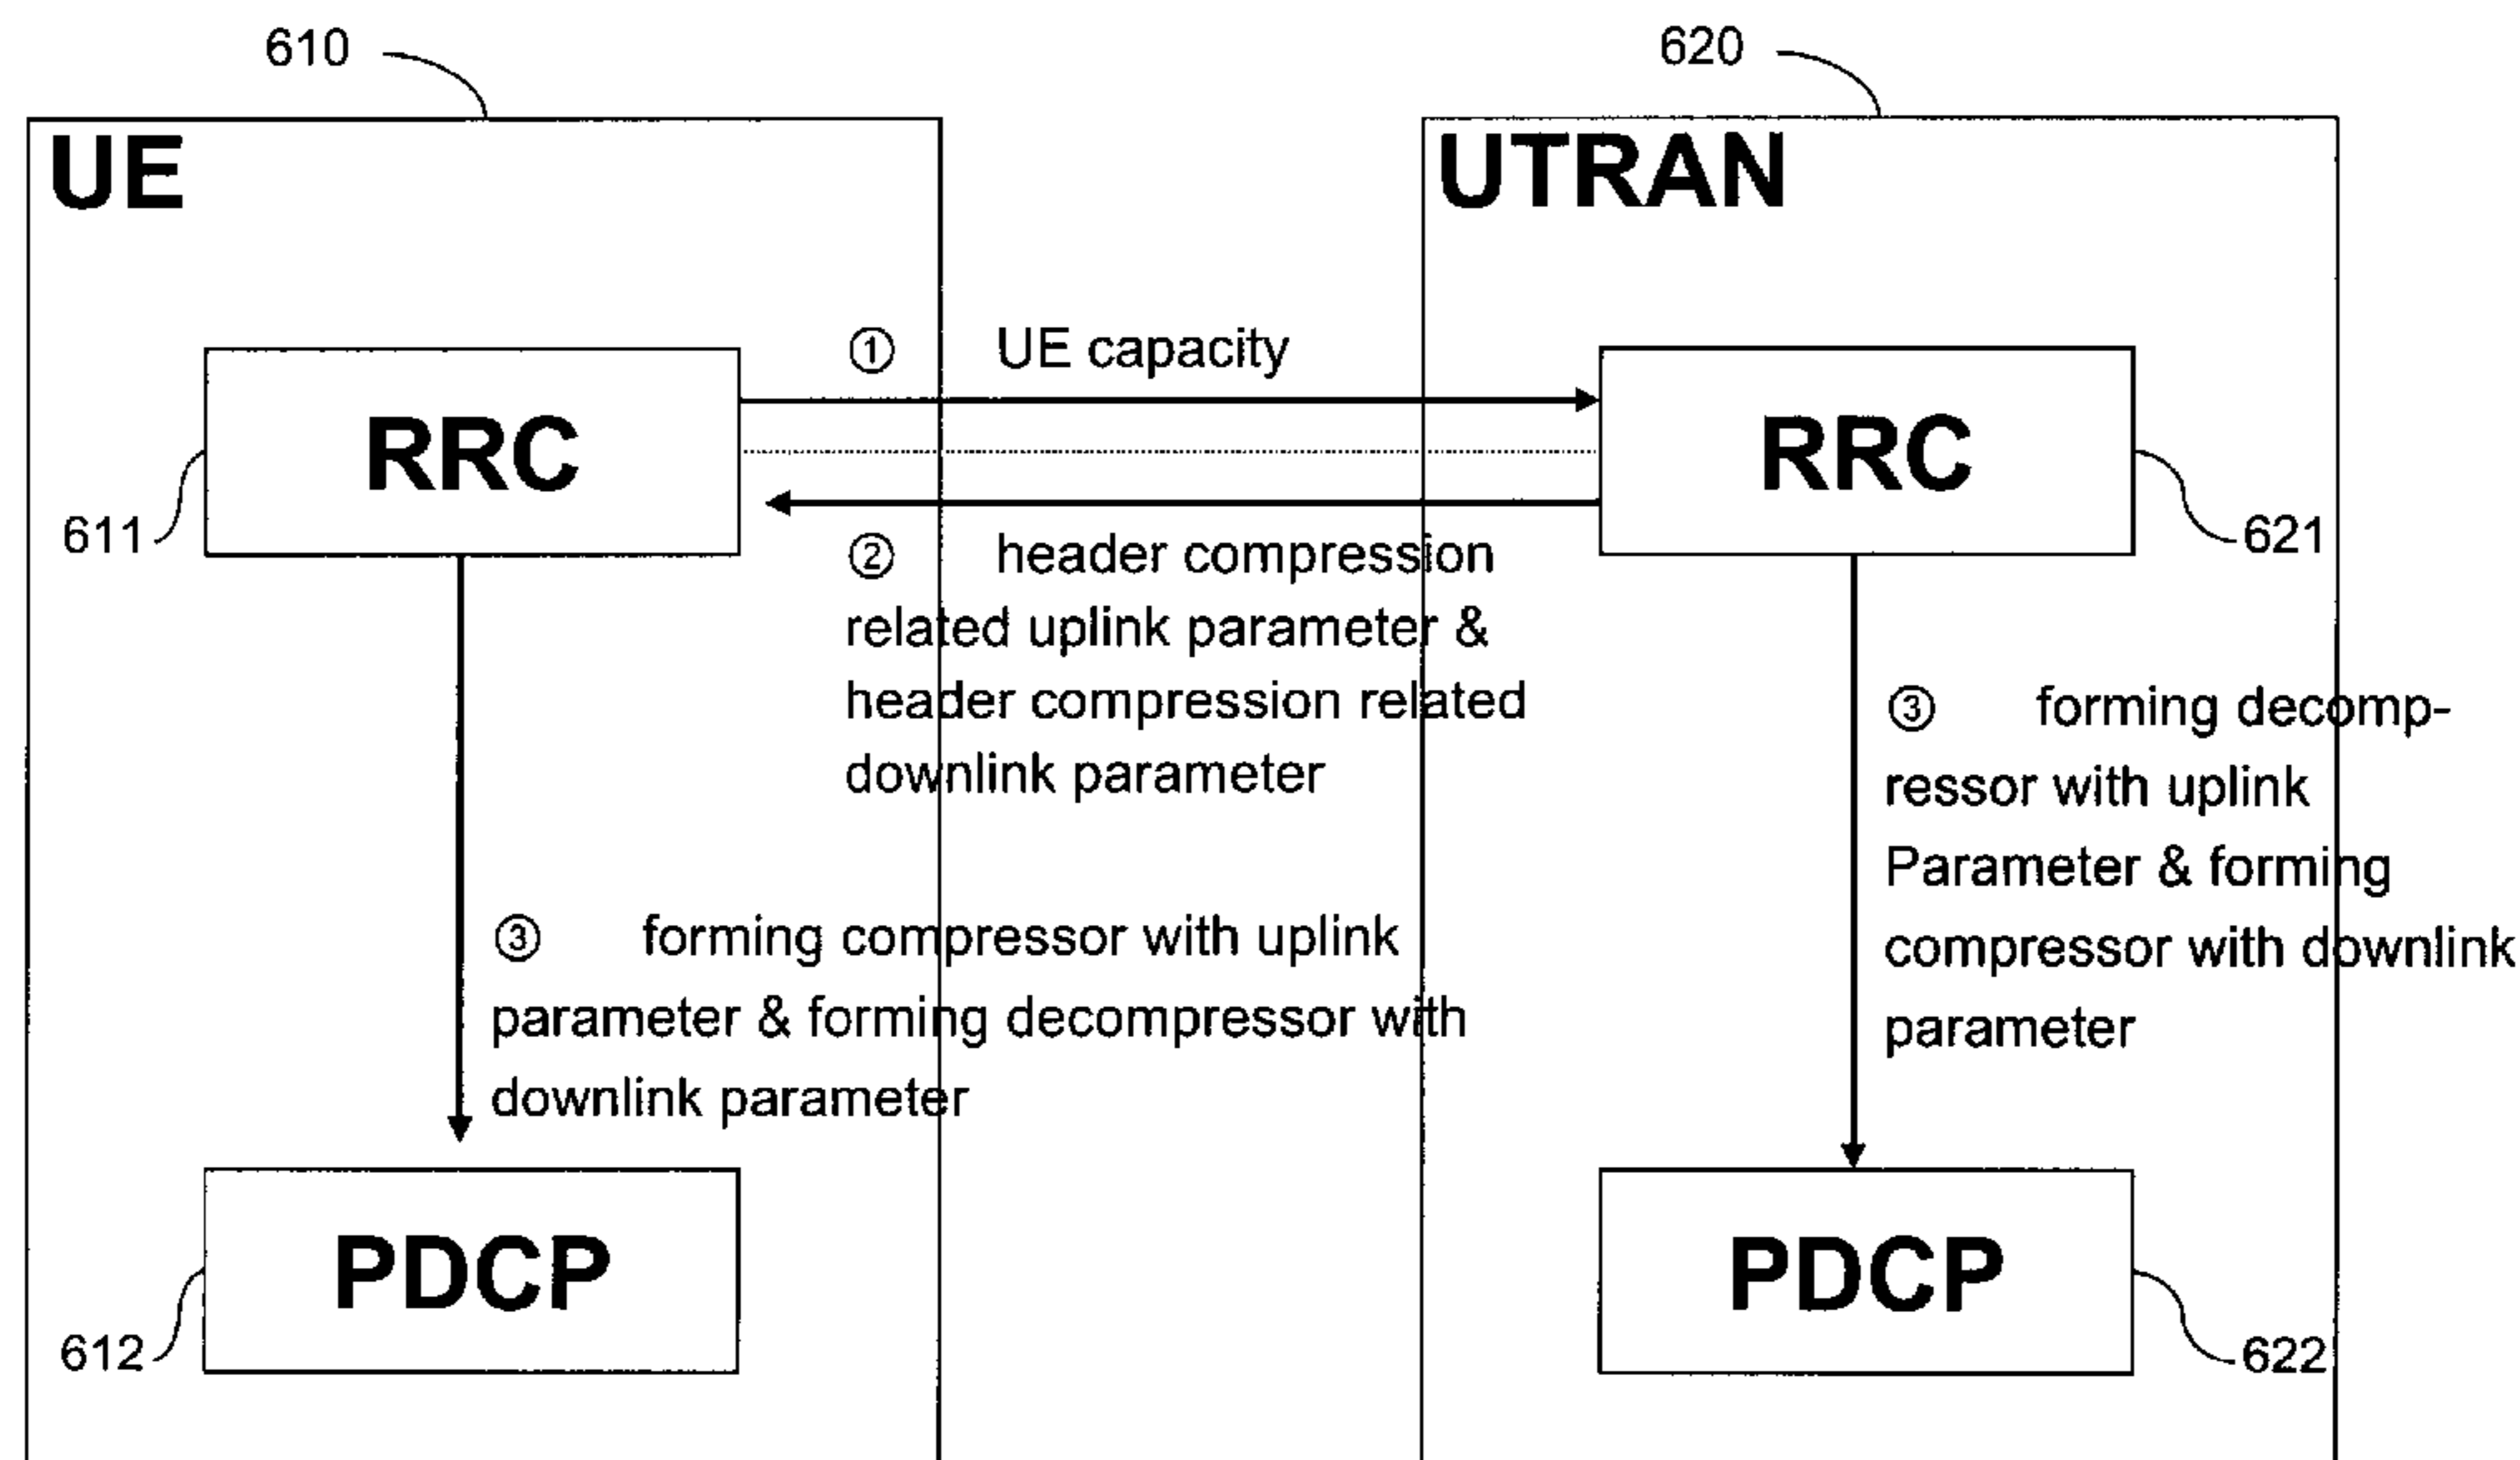 610
620
UE
UTRAN
① UE capacity
RRC
RRC
611
621
② header compression
related uplink parameter &
header compression related
downlink parameter
③ forming decomp-
ressor with uplink
Parameter & forming
compressor with downlink
parameter
③ forming compressor with uplink
parameter & forming decompressor with
downlink parameter
PDCP
PDCP
612
622